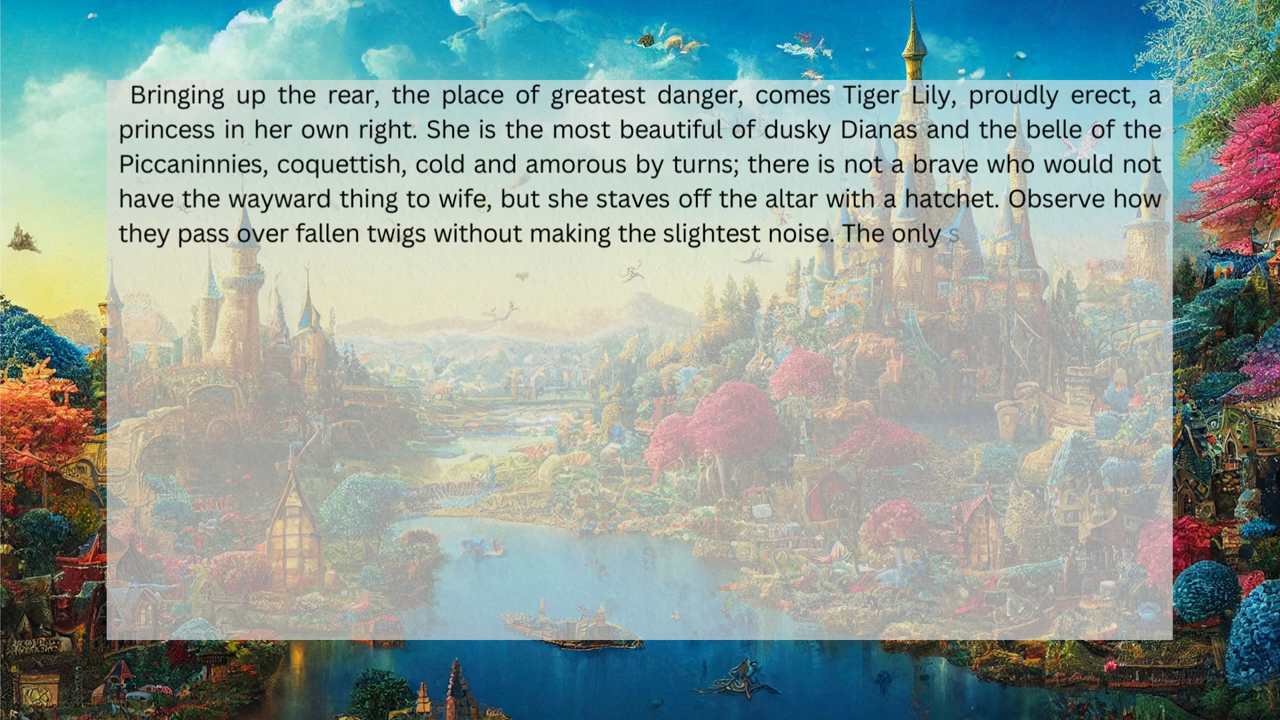 Bringing up the rear, the place of greatest danger, comes Tiger Lily, proudly erect, a
princess in her own right. She is the most beautiful of dusky Dianas and the belle of the
Piccaninnies, coquettish, cold and amorous by turns; there is not a brave who would not
have the wayward thing to wife, but she staves off the altar with a hatchet. Observe how
they pass over fallen twigs without making the slightest noise. The only s